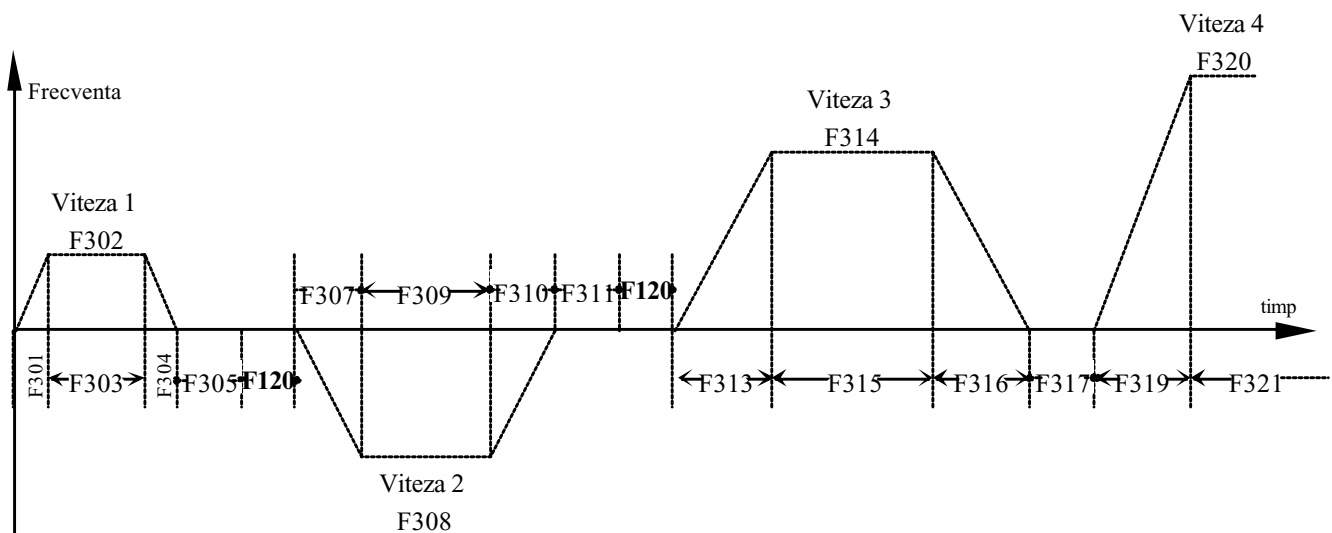 Viteza 4
F320
Frecventa
Viteza 3
F314
Viteza 1
F302
F307 F309 F310 F311 F120
timp
F301 F303 F304 F305 F120 F313 F315 F316 F317 F319 F321
Viteza 2
F308